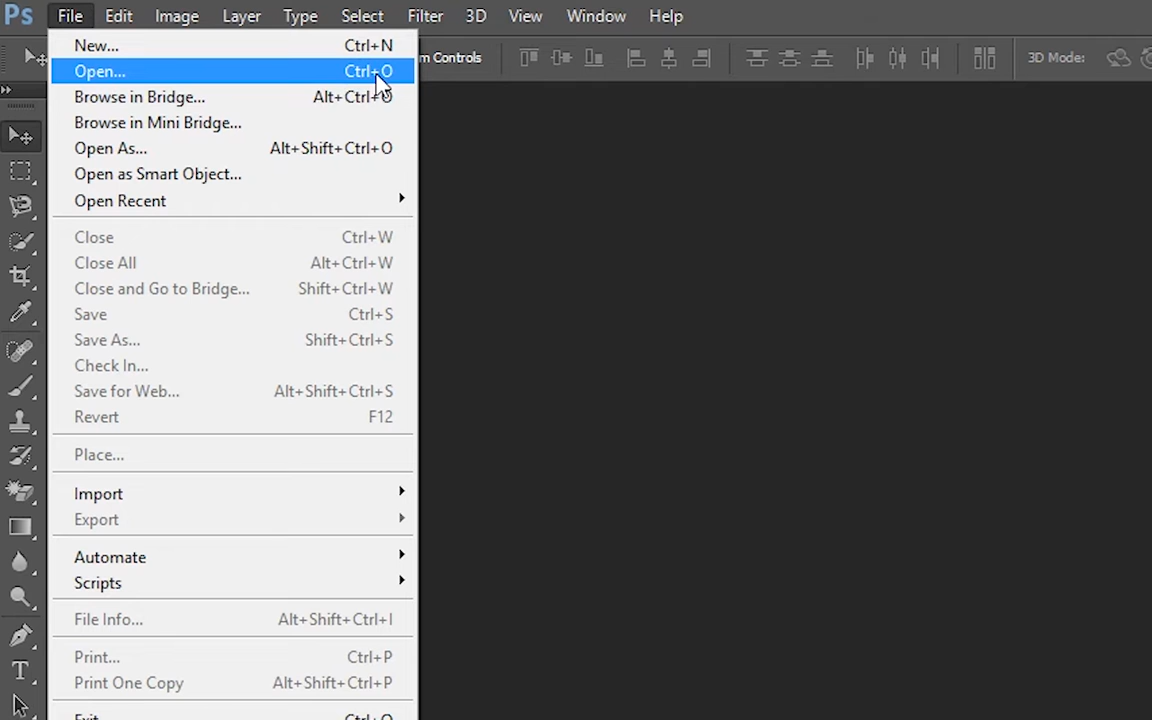 Ps File Edit Image Layer Type Select Filter 3D View Window Help
m Controls 3D Mode:
New... Ctrl+N
Open... Ctrl+O
Browse in Bridge... Alt+Ctrl+O
Browse in Mini Bridge...
Open As... Alt+Shift+Ctrl+O
Open as Smart Object...
Open Recent
Close Ctrl+W
Close All Alt+Ctrl+W
Close and Go to Bridge... Shift+Ctrl+W
Save Ctrl+S
Save As... Shift+Ctrl+S
Check In...
Save for Web... Alt+Shift+Ctrl+S
Revert F12
Place...
Import
Export
Automate
Scripts
File Info... Alt+Shift+Ctrl+I
Print... Ctrl+P
Print One Copy Alt+Shift+Ctrl+P
Exit Ctrl+Q